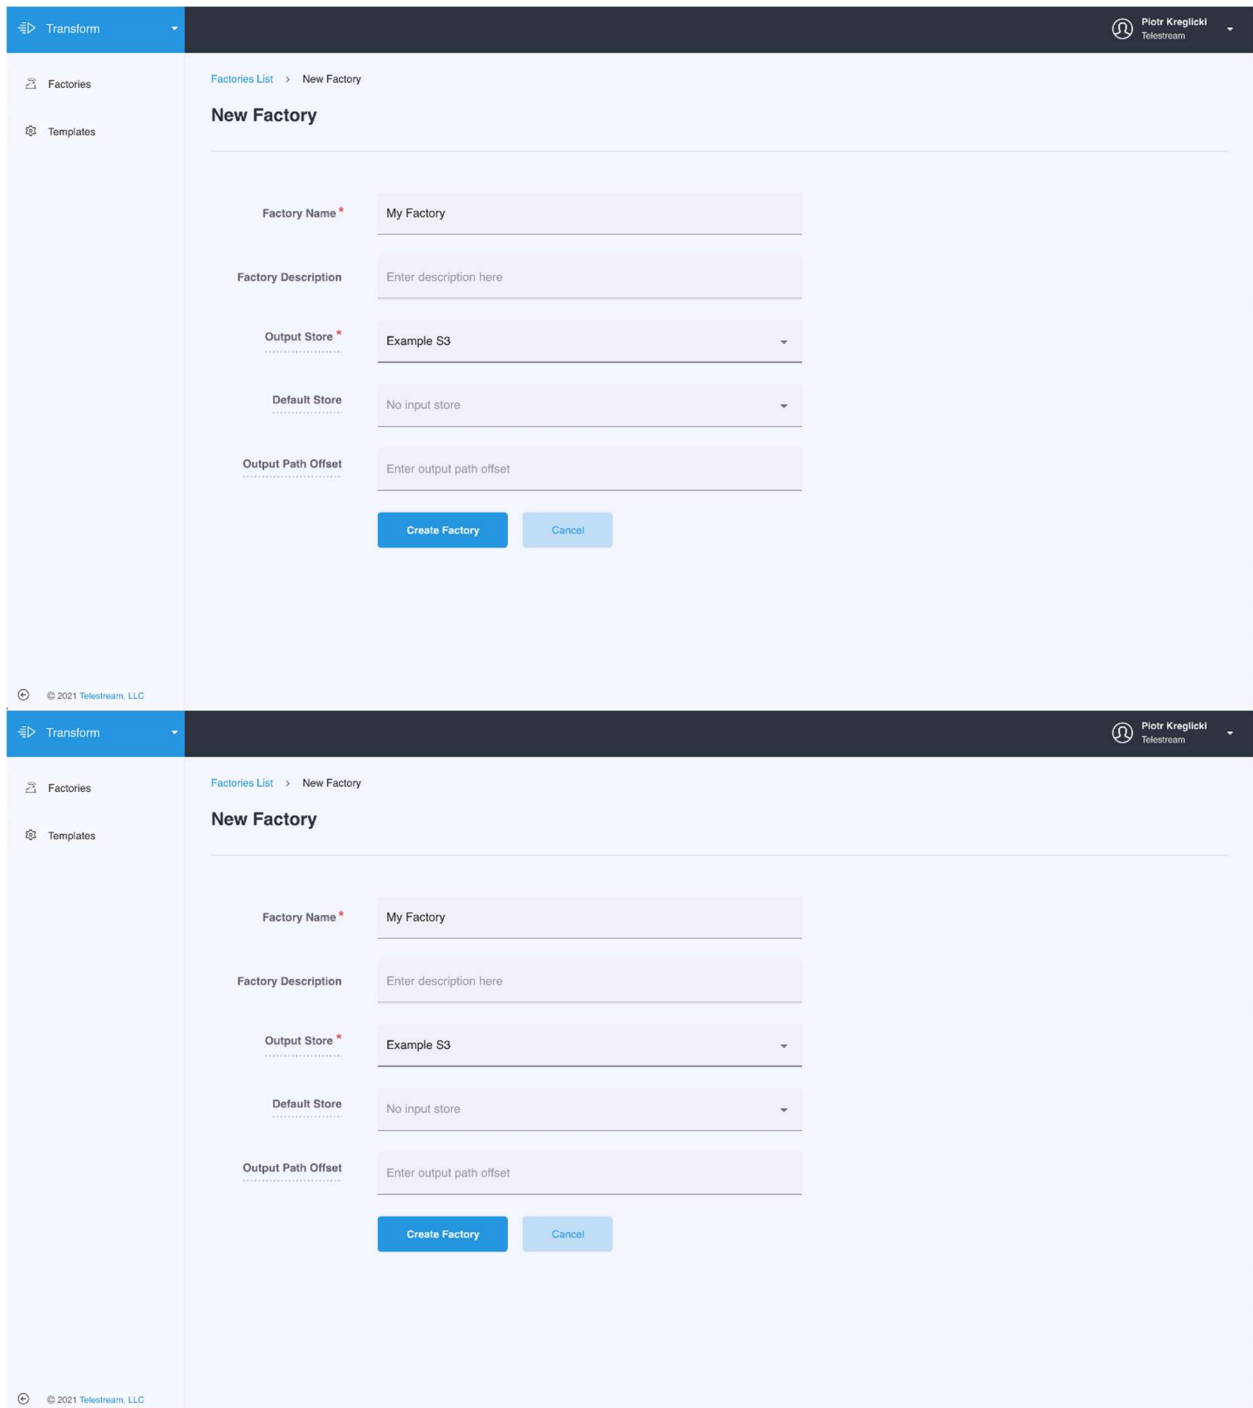 Transform
Piotr Kreglicki
Telestream
Factories
Templates
Factories List > New Factory
New Factory
Factory Name * My Factory
Factory Description Enter description here
Output Store * Example S3
Default Store No input store
Output Path Offset Enter output path offset
Create Factory Cancel
© 2021 Telestream, LLC
Transform
Piotr Kreglicki
Telestream
Factories
Templates
Factories List > New Factory
New Factory
Factory Name * My Factory
Factory Description Enter description here
Output Store * Example S3
Default Store No input store
Output Path Offset Enter output path offset
Create Factory Cancel
© 2021 Telestream, LLC